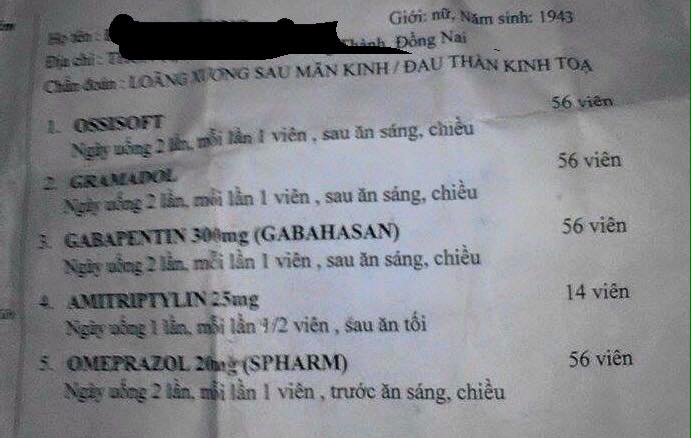 Giới: nữ, Năm sinh: 1943
Họ tên :
Địa chỉ : Thành, Đồng Nai
Chẩn đoán : LOÃNG XƯƠNG SAU MÃN KINH / ĐAU THẦN KINH TOẠ
1. OSSISOFT 56 viên
Ngày uống 2 lần, mỗi lần 1 viên , sau ăn sáng, chiều
2. GRAMADOL 56 viên
Ngày uống 2 lần, mỗi lần 1 viên , sau ăn sáng, chiều
3. GABAPENTIN 300mg (GABAHASAN) 56 viên
Ngày uống 2 lần, mỗi lần 1 viên , sau ăn sáng, chiều
4. AMITRIPTYLIN 25mg 14 viên
Ngày uống 1 lần, mỗi lần 1/2 viên , sau ăn tối
5. OMEPRAZOL 20mg (SPHARM) 56 viên
Ngày uống 2 lần, mỗi lần 1 viên , trước ăn sáng, chiều